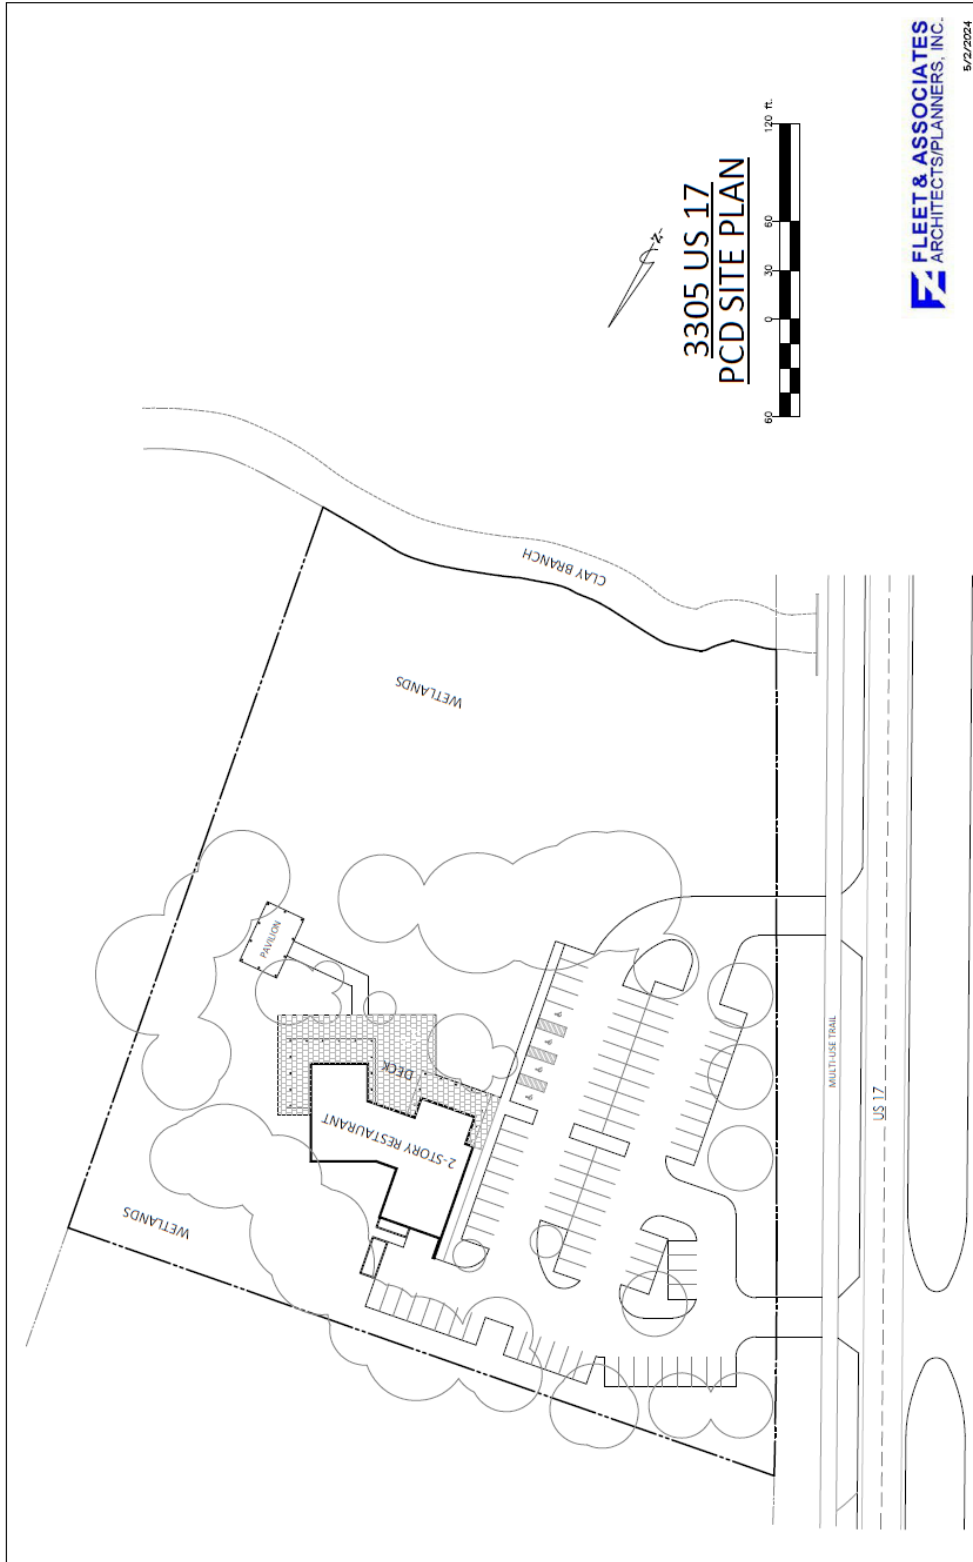 FLEET & ASSOCIATES
ARCHITECTS/PLANNERS, INC.
5/2/2024
3305 US 17
PCD SITE PLAN
60 0 30 60 120 ft.
N
CLAY BRANCH
WETLANDS
PAVILION
DECK
2-STORY RESTAURANT
WETLANDS
MULTI-USE TRAIL
US 17